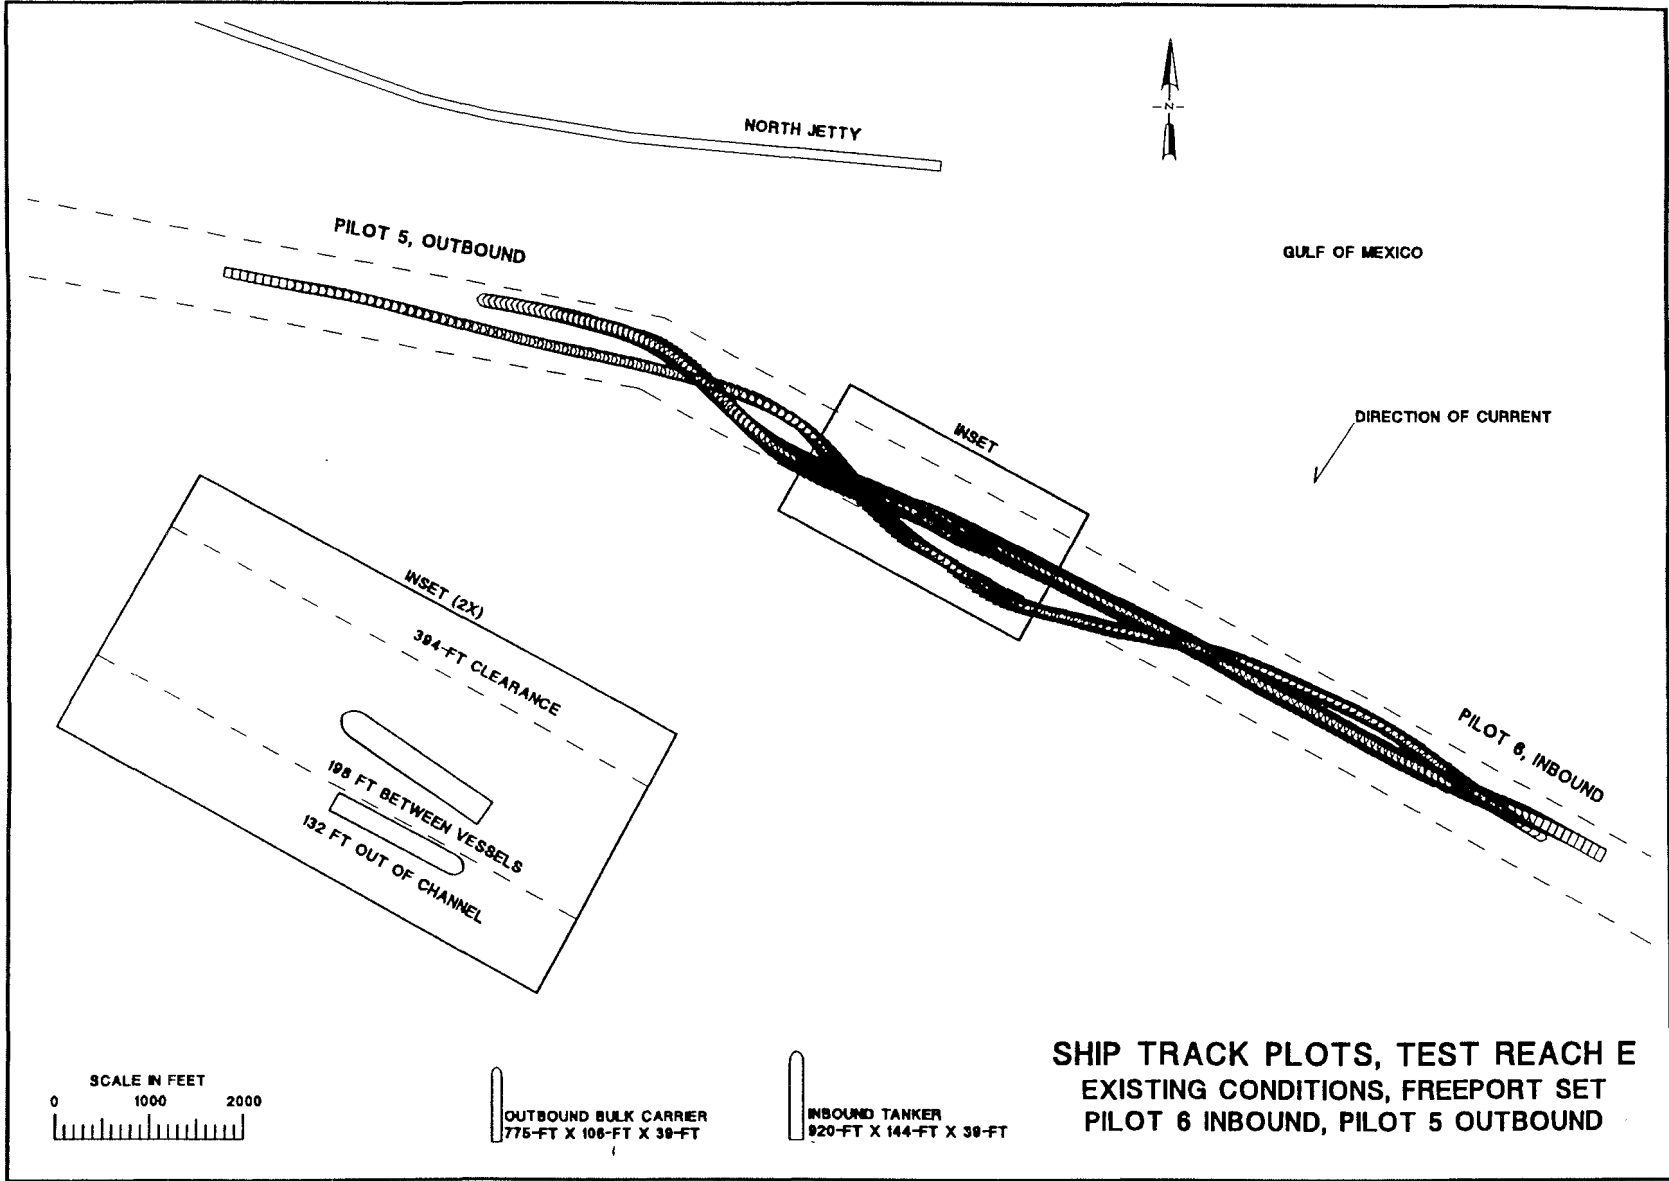 NORTH JETTY
N
PILOT 5, OUTBOUND
GULF OF MEXICO
DIRECTION OF CURRENT
INSET
INSET (2X)
394-FT CLEARANCE
198 FT BETWEEN VESSELS
132 FT OUT OF CHANNEL
PILOT 6, INBOUND
SCALE IN FEET
0 1000 2000
OUTBOUND BULK CARRIER
775-FT X 106-FT X 39-FT
INBOUND TANKER
920-FT X 144-FT X 39-FT
SHIP TRACK PLOTS, TEST REACH E
EXISTING CONDITIONS, FREEPORT SET
PILOT 6 INBOUND, PILOT 5 OUTBOUND